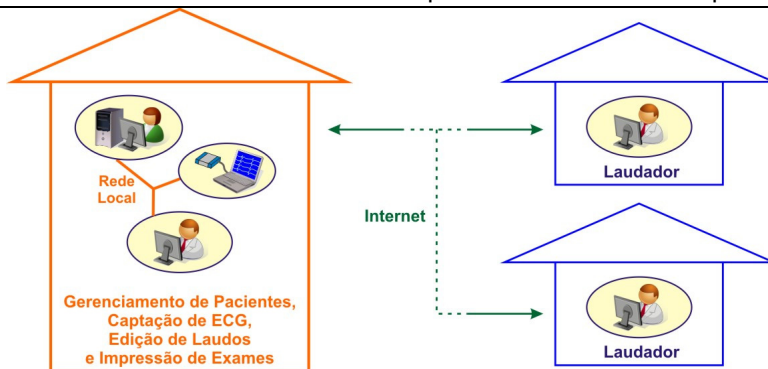 Rede
Local
Gerenciamento de Pacientes,
Captação de ECG,
Edição de Laudos
e Impressão de Exames
Internet
Laudador
Laudador